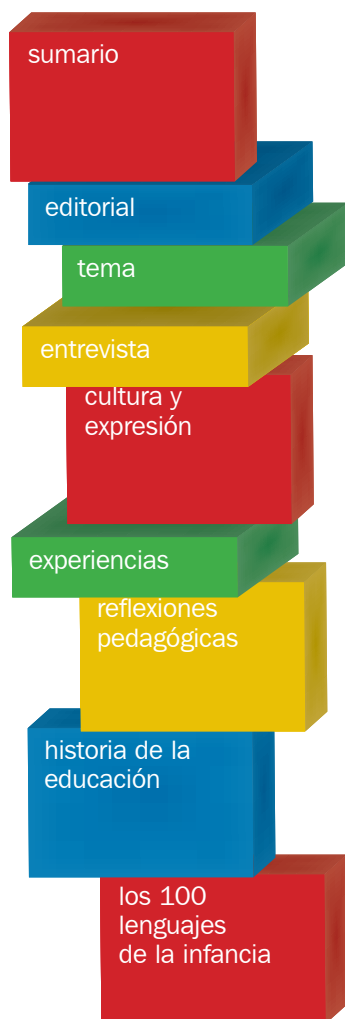 sumario
editorial
tema
entrevista
cultura y
expresión
experiencias
reflexiones
pedagógicas
historia de la
educación
los 100
lenguajes
de la infancia